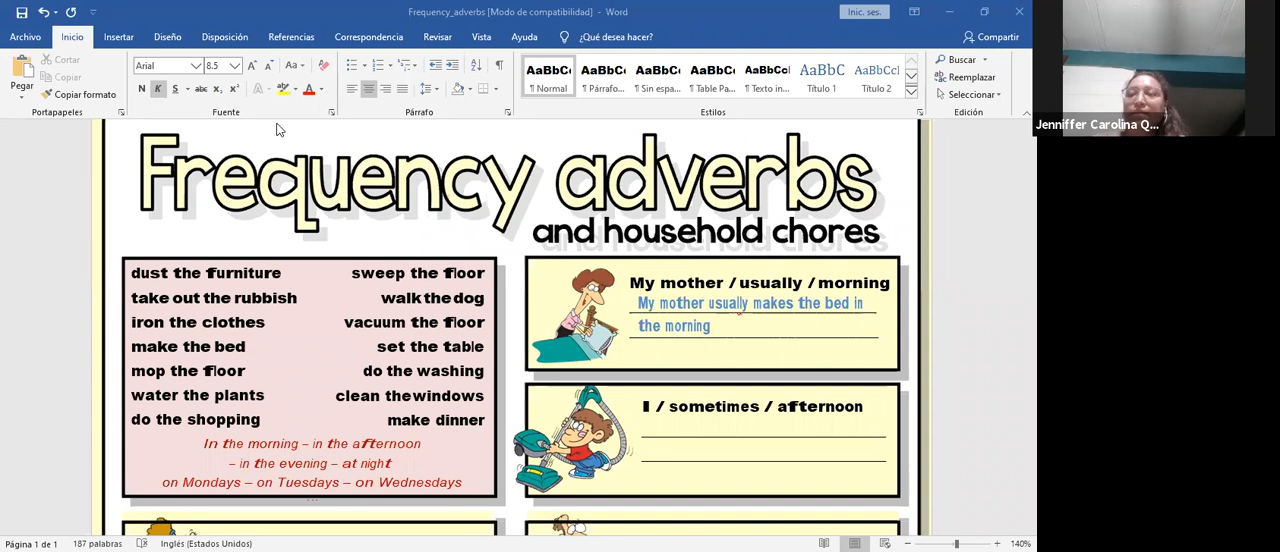 Frequency_adverbs [Modo de compatibilidad] - Word
Inic. ses.
Archivo Inicio Insertar Diseño Disposición Referencias Correspondencia Revisar Vista Ayuda ¿Qué desea hacer? Compartir
Pegar
Cortar
Copiar
Copiar formato
Portapapeles
Arial 8.5 Aa
N K S abc x₂ x² A
Fuente
Párrafo
AaBbCc AaBbCc AaBbCc AaBbCc AaBbCc AaBbC AaBbCcl
¶ Normal ¶ Párrafo... ¶ Sin espa... ¶ Table Pa... ¶ Texto in... Título 1 Título 2
Estilos
Buscar
Reemplazar
Seleccionar
Edición
Jenniffer Carolina Q...
Frequency adverbs
and household chores
dust the furniture sweep the floor
take out the rubbish walk the dog
iron the clothes vacuum the floor
make the bed set the table
mop the floor do the washing
water the plants clean the windows
do the shopping make dinner
In the morning – in the afternoon
– in the evening – at night
on Mondays – on Tuesdays – on Wednesdays
My mother / usually / morning
My mother usually makes the bed in
the morning
I / sometimes / afternoon
Página 1 de 1 187 palabras Inglés (Estados Unidos) 140%